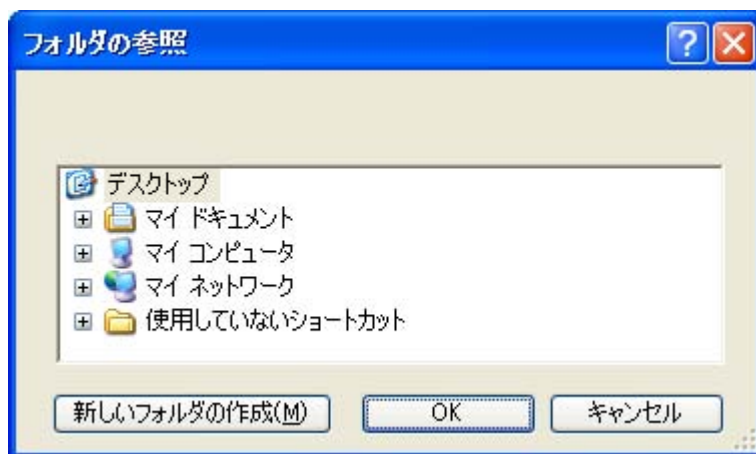 フォルダの参照
デスクトップ
マイ ドキュメント
マイ コンピュータ
マイ ネットワーク
使用していないショートカット
新しいフォルダの作成(M) OK キャンセル